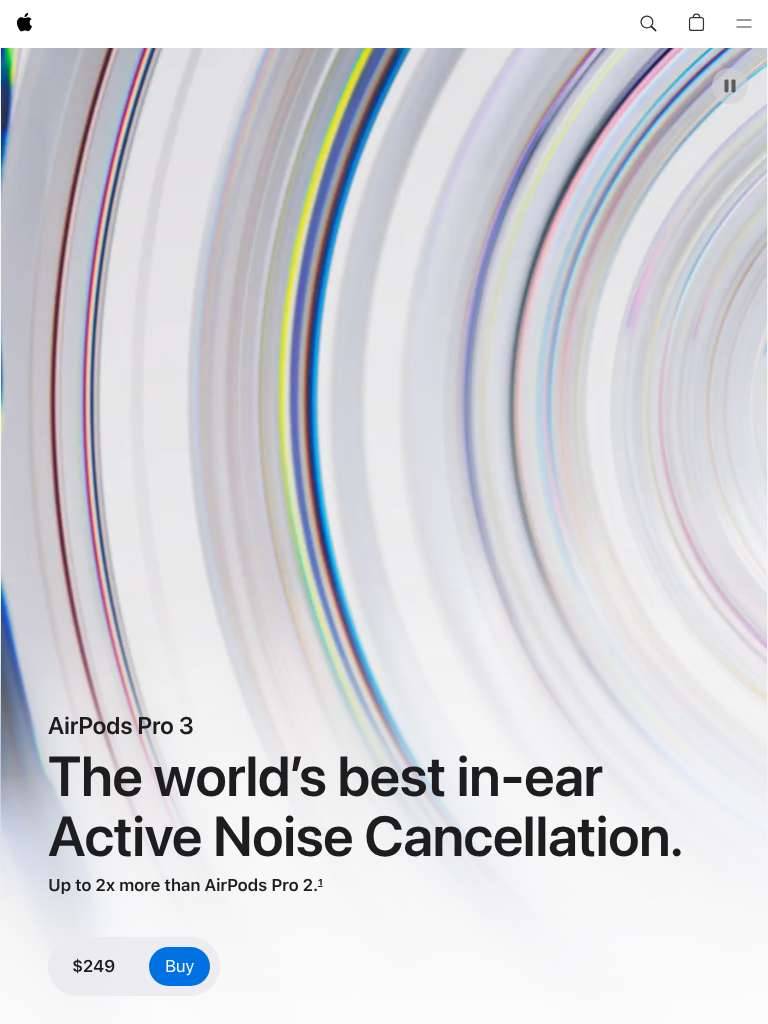 AirPods Pro 3
The world’s best in-ear
Active Noise Cancellation.
Up to 2x more than AirPods Pro 2.¹
$249
Buy